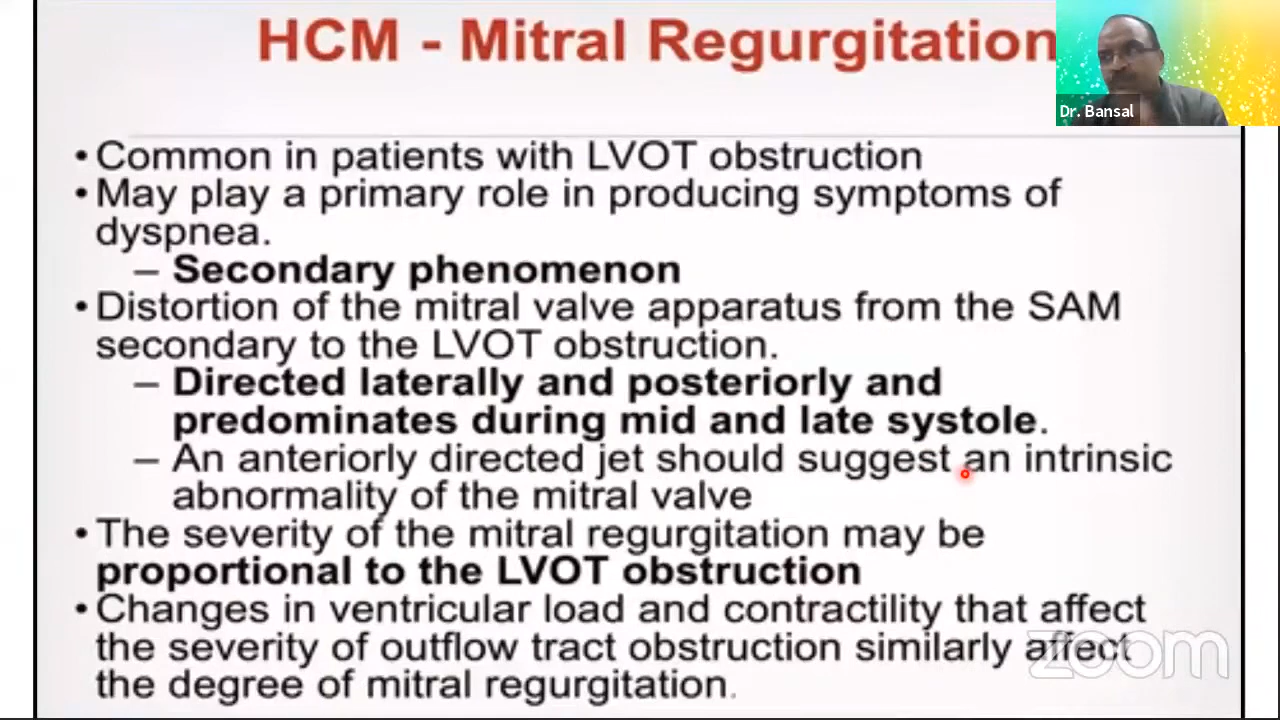 HCM - Mitral Regurgitation
Dr. Bansal
• Common in patients with LVOT obstruction
• May play a primary role in producing symptoms of
dyspnea.
– Secondary phenomenon
• Distortion of the mitral valve apparatus from the SAM
secondary to the LVOT obstruction.
– Directed laterally and posteriorly and
predominates during mid and late systole.
– An anteriorly directed jet should suggest an intrinsic
abnormality of the mitral valve
• The severity of the mitral regurgitation may be
proportional to the LVOT obstruction
• Changes in ventricular load and contractility that affect
the severity of outflow tract obstruction similarly affect
the degree of mitral regurgitation.
zoom